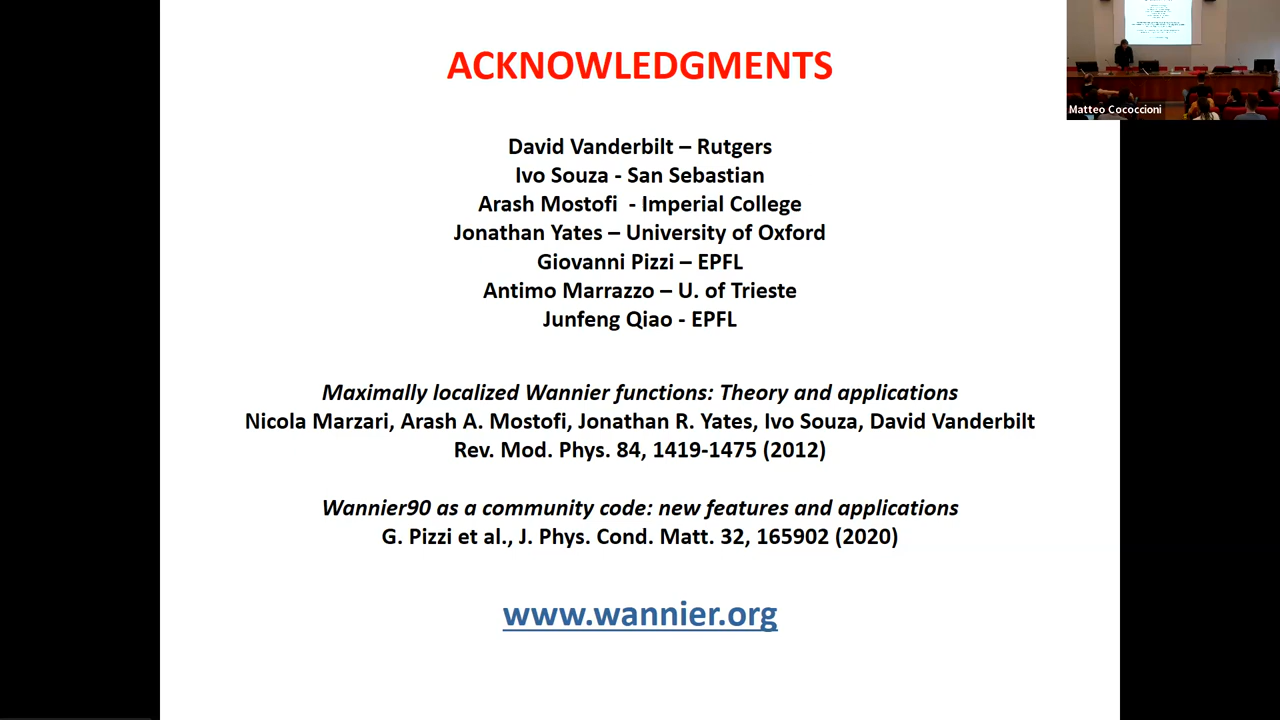 ACKNOWLEDGMENTS
Matteo Cococcioni
David Vanderbilt – Rutgers
Ivo Souza - San Sebastian
Arash Mostofi - Imperial College
Jonathan Yates – University of Oxford
Giovanni Pizzi – EPFL
Antimo Marrazzo – U. of Trieste
Junfeng Qiao - EPFL
Maximally localized Wannier functions: Theory and applications
Nicola Marzari, Arash A. Mostofi, Jonathan R. Yates, Ivo Souza, David Vanderbilt
Rev. Mod. Phys. 84, 1419-1475 (2012)
Wannier90 as a community code: new features and applications
G. Pizzi et al., J. Phys. Cond. Matt. 32, 165902 (2020)
www.wannier.org